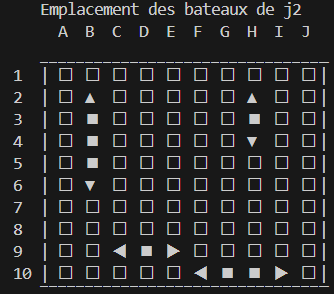 Emplacement des bateaux de j2
A B C D E F G H I J
1 | □ □ □ □ □ □ □ □ □ □|
2 | □ ▲ □ □ □ □ □ ▲ □ □|
3 | □ ■ □ □ □ □ □ ■ □ □|
4 | □ ■ □ □ □ □ □ ▼ □ □|
5 | □ ■ □ □ □ □ □ □ □ □|
6 | □ ▼ □ □ □ □ □ □ □ □|
7 | □ □ □ □ □ □ □ □ □ □|
8 | □ □ □ □ □ □ □ □ □ □|
9 | □ □ ◀ ■ ▶ □ □ □ □ □|
10 | □ □ □ □ □ ◀ ■ ■ ▶ □|